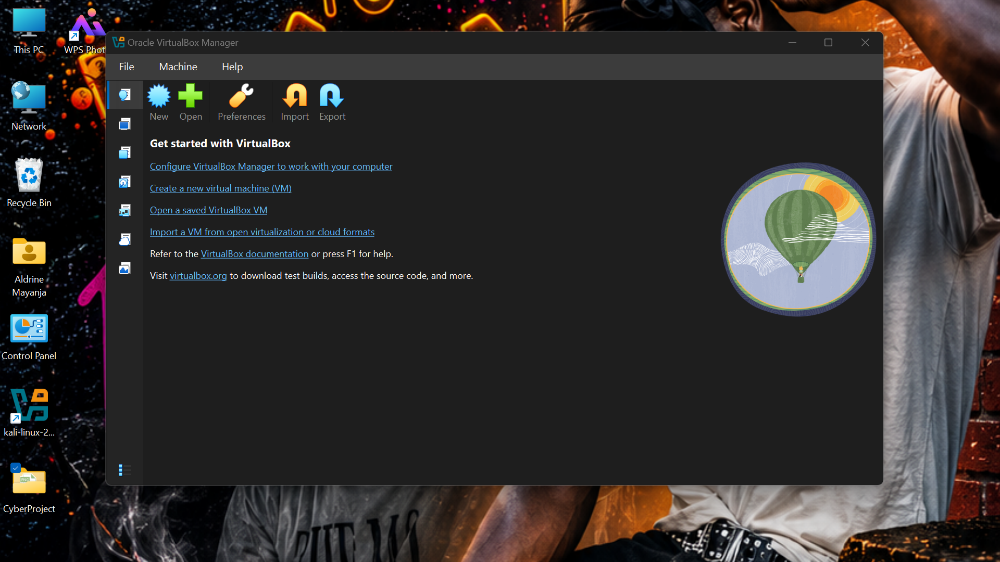 This PC
WPS Phot
Network
Recycle Bin
Aldrine
Mayanja
Control Panel
kali-linux-2...
PNG
CyberProject
Oracle VirtualBox Manager
File Machine Help
New Open Preferences Import Export
Get started with VirtualBox
Configure VirtualBox Manager to work with your computer
Create a new virtual machine (VM)
Open a saved VirtualBox VM
Import a VM from open virtualization or cloud formats
Refer to the VirtualBox documentation or press F1 for help.
Visit virtualbox.org to download test builds, access the source code, and more.